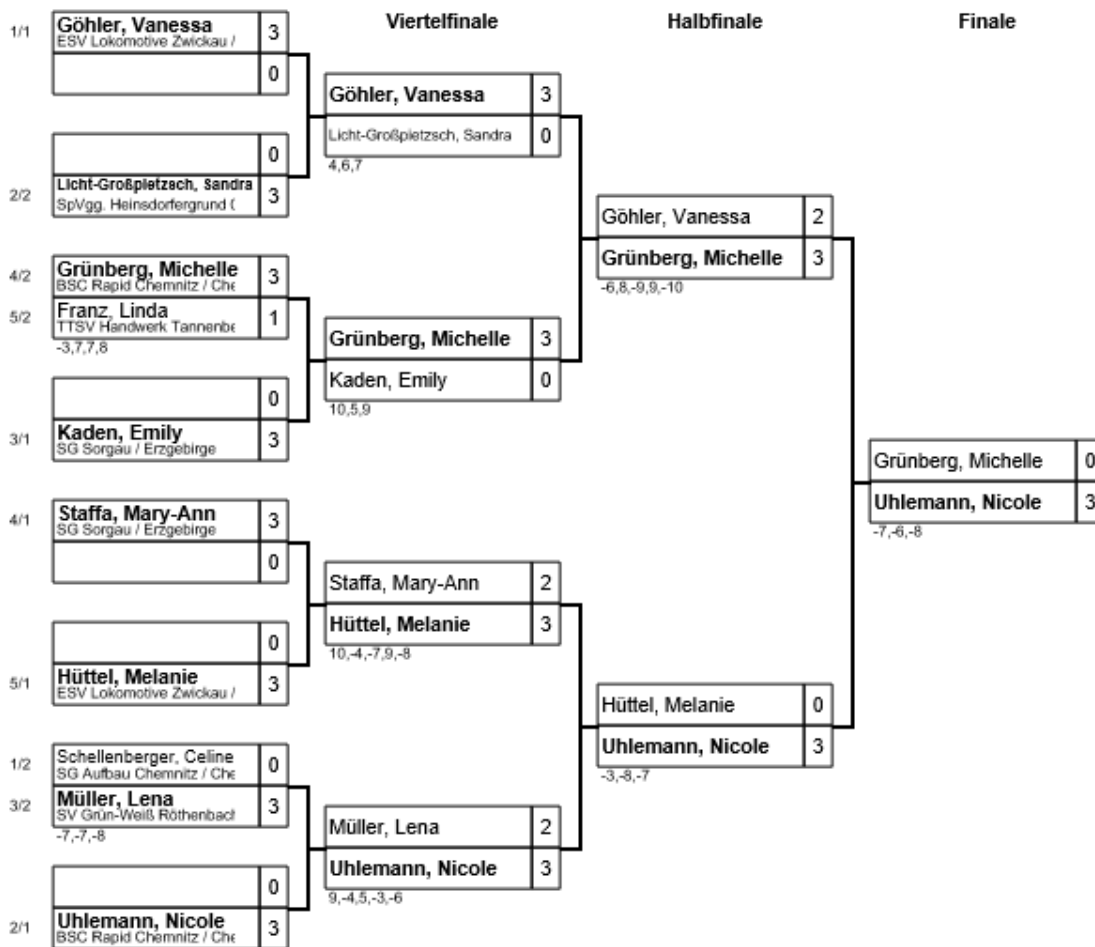 Viertelfinale
Halbfinale
Finale
1/1
Göhler, Vanessa
3
ESV Lokomotive Zwickau /
0
0
2/2
Licht-Großpietzsch, Sandra
SpVgg. Heinsdorfergrund (
3
4/2
Grünberg, Michelle
BSC Rapid Chemnitz / Che
3
5/2
Franz, Linda
TTSV Handwerk Tannenbe
1
-3,7,7,8
0
3/1
Kaden, Emily
SG Sorgau / Erzgebirge
3
4/1
Staffa, Mary-Ann
SG Sorgau / Erzgebirge
3
0
0
5/1
Hüttel, Melanie
ESV Lokomotive Zwickau /
3
1/2
Schellenberger, Celine
SG Aufbau Chemnitz / Che
0
3/2
Müller, Lena
SV Grün-Weiß Röthenbach
3
-7,-7,-8
0
2/1
Uhlemann, Nicole
BSC Rapid Chemnitz / Che
3
Göhler, Vanessa
3
Licht-Großpietzsch, Sandra
0
4,6,7
Grünberg, Michelle
3
Kaden, Emily
0
10,5,9
Staffa, Mary-Ann
2
Hüttel, Melanie
3
10,-4,-7,9,-8
Müller, Lena
2
Uhlemann, Nicole
3
9,-4,5,-3,-6
Göhler, Vanessa
2
Grünberg, Michelle
3
-6,8,-9,9,-10
Hüttel, Melanie
0
Uhlemann, Nicole
3
-3,-8,-7
Grünberg, Michelle
0
Uhlemann, Nicole
3
-7,-6,-8